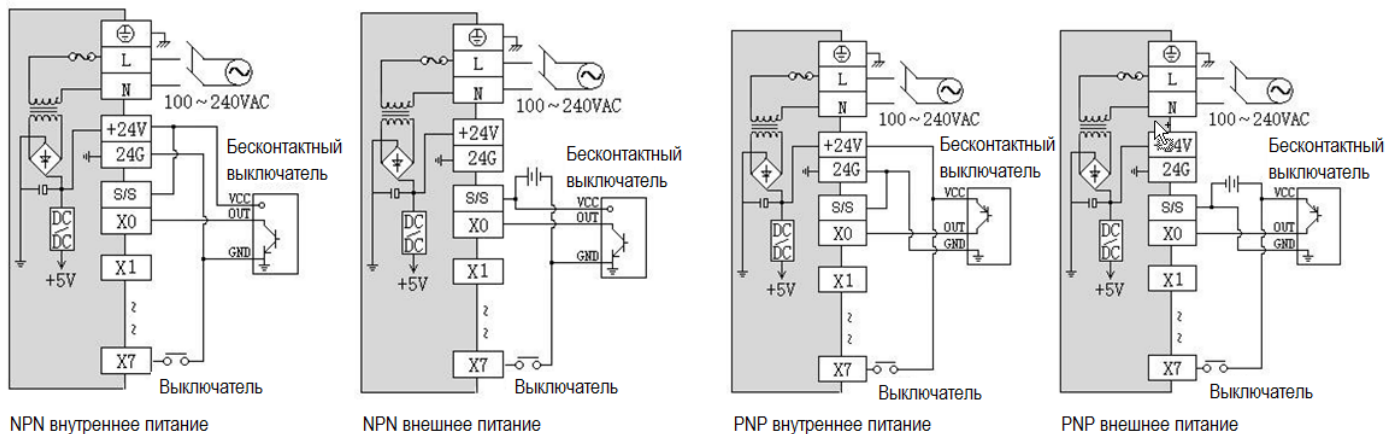 L
N
100～240VAC
+24V
24G
Бесконтактный
выключатель
S/S
VCC
OUT
X0
DC
DC
GND
+5V
X1
X7
Выключатель
NPN внутреннее питание
L
N
100～240VAC
+24V
24G
Бесконтактный
выключатель
S/S
VCC
OUT
X0
DC
DC
GND
+5V
X1
X7
Выключатель
NPN внешнее питание
L
N
100～240VAC
+24V
24G
Бесконтактный
выключатель
VCC
S/S
OUT
X0
DC
DC
GND
+5V
X1
X7
Выключатель
PNP внутреннее питание
L
N
100～240VAC
+24V
24G
Бесконтактный
выключатель
VCC
S/S
OUT
X0
DC
DC
GND
+5V
X1
X7
Выключатель
PNP внешнее питание